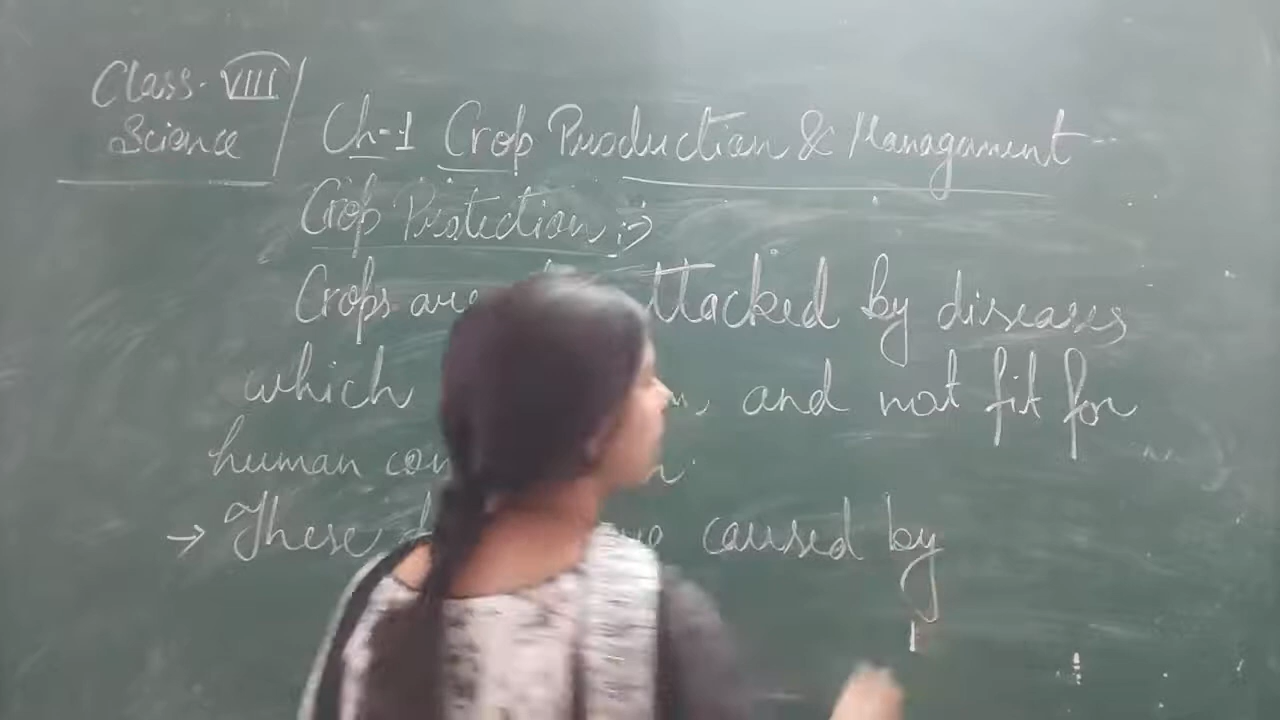 Class. VIII
Science
Ch-1 Crop Production & Management
Crop Protection :->
Crops are attacked by diseases
which and not fit for
human
→ These caused by